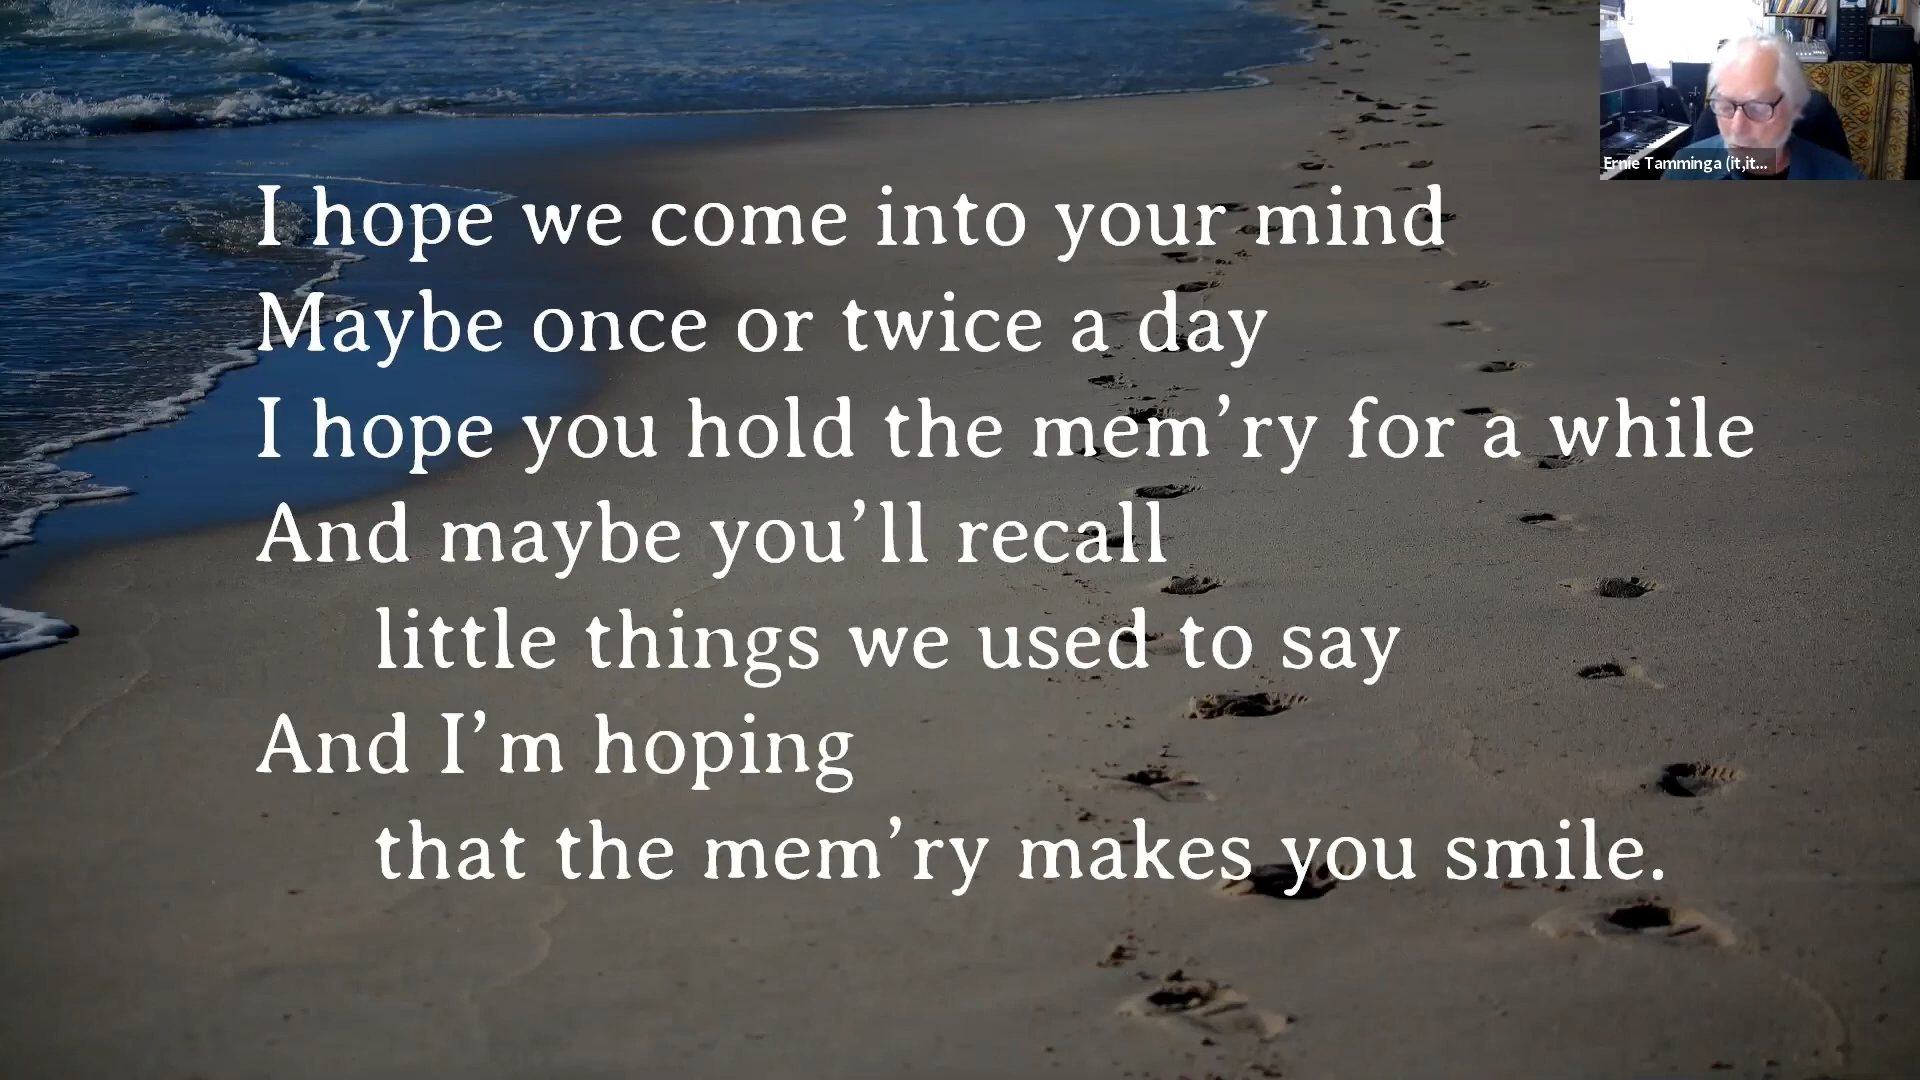 Ernie Tamminga (it,it...
I hope we come into your mind
Maybe once or twice a day
I hope you hold the mem’ry for a while
And maybe you’ll recall
little things we used to say
And I’m hoping
that the mem’ry makes you smile.